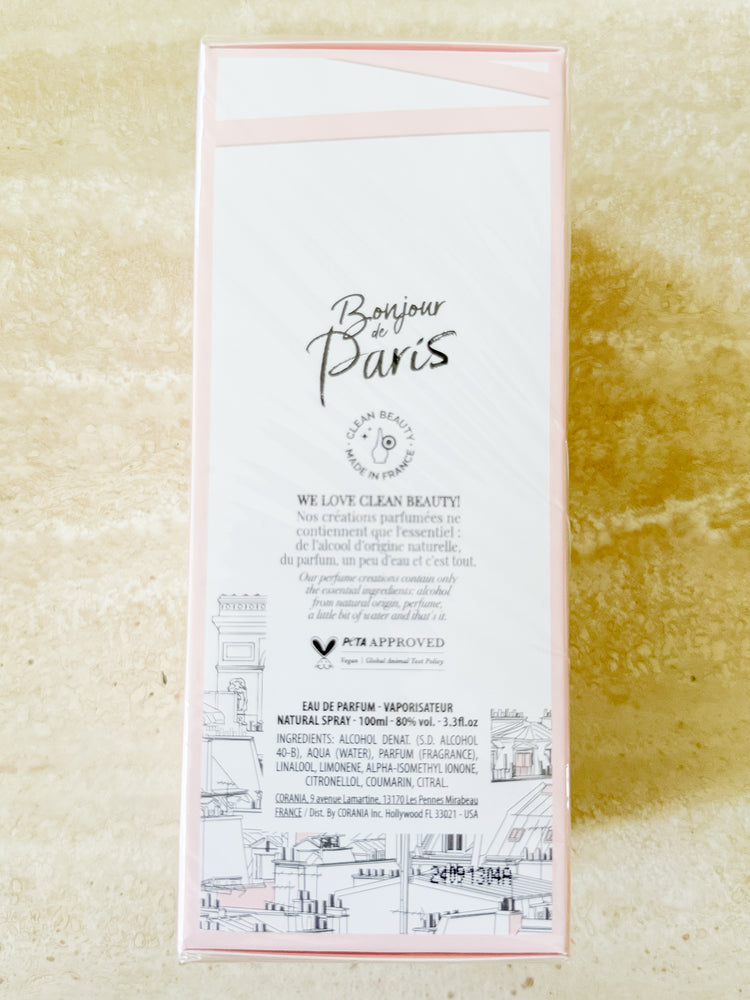 Bonjour
de
Paris
· CLEAN BEAUTY ·
MADE IN FRANCE
WE LOVE CLEAN BEAUTY!
Nos créations parfumées ne
contiennent que l'essentiel :
de l'alcool d'origine naturelle,
du parfum, un peu d'eau et c'est tout.
Our perfume creations contain only
the essential ingredients: alcohol
from natural origin, perfume,
a little bit of water and that's it.
PETA APPROVED
Vegan | Global Animal Test Policy
EAU DE PARFUM · VAPORISATEUR
NATURAL SPRAY · 100ml · 80% vol. · 3.3fl.oz
INGREDIENTS: ALCOHOL DENAT. (S.D. ALCOHOL
40-B), AQUA (WATER), PARFUM (FRAGRANCE),
LINALOOL, LIMONENE, ALPHA-ISOMETHYL IONONE,
CITRONELLOL, COUMARIN, CITRAL.
CORANIA, 9 avenue Lamartine, 13170 Les Pennes Mirabeau
FRANCE / Dist. By CORANIA Inc. Hollywood FL 33021 - USA
24091304A